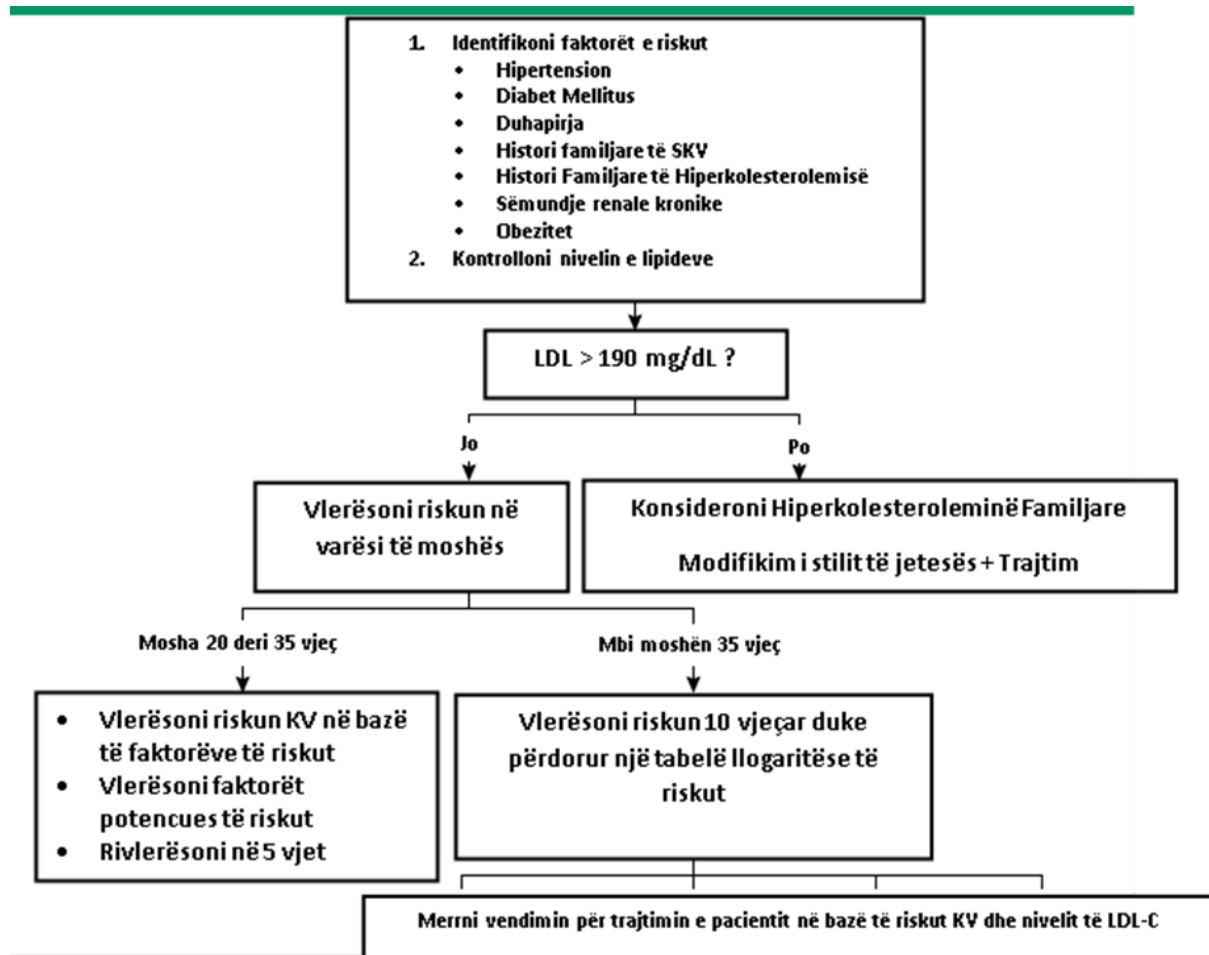 1. Identifikoni faktorët e riskut
• Hipertension
• Diabet Mellitus
• Duhapirja
• Histori familjare të SKV
• Histori Familjare të Hiperkolesterolemisë
• Sëmundje renale kronike
• Obezitet
2. Kontrolloni nivelin e lipideve
LDL > 190 mg/dL ?
Jo
Po
Vlerësoni riskun në
varësi të moshës
Konsideroni Hiperkolesteroleminë Familjare
Modifikim i stilit të jetesës + Trajtim
Mosha 20 deri 35 vjeç
Mbi moshën 35 vjeç
• Vlerësoni riskun KV në bazë
të faktorëve të riskut
• Vlerësoni faktorët
potencues të riskut
• Rivlerësoni në 5 vjet
Vlerësoni riskun 10 vjeçar duke
përdorur një tabelë llogaritëse të
riskut
Merrni vendimin për trajtimin e pacientit në bazë të riskut KV dhe nivelit të LDL-C